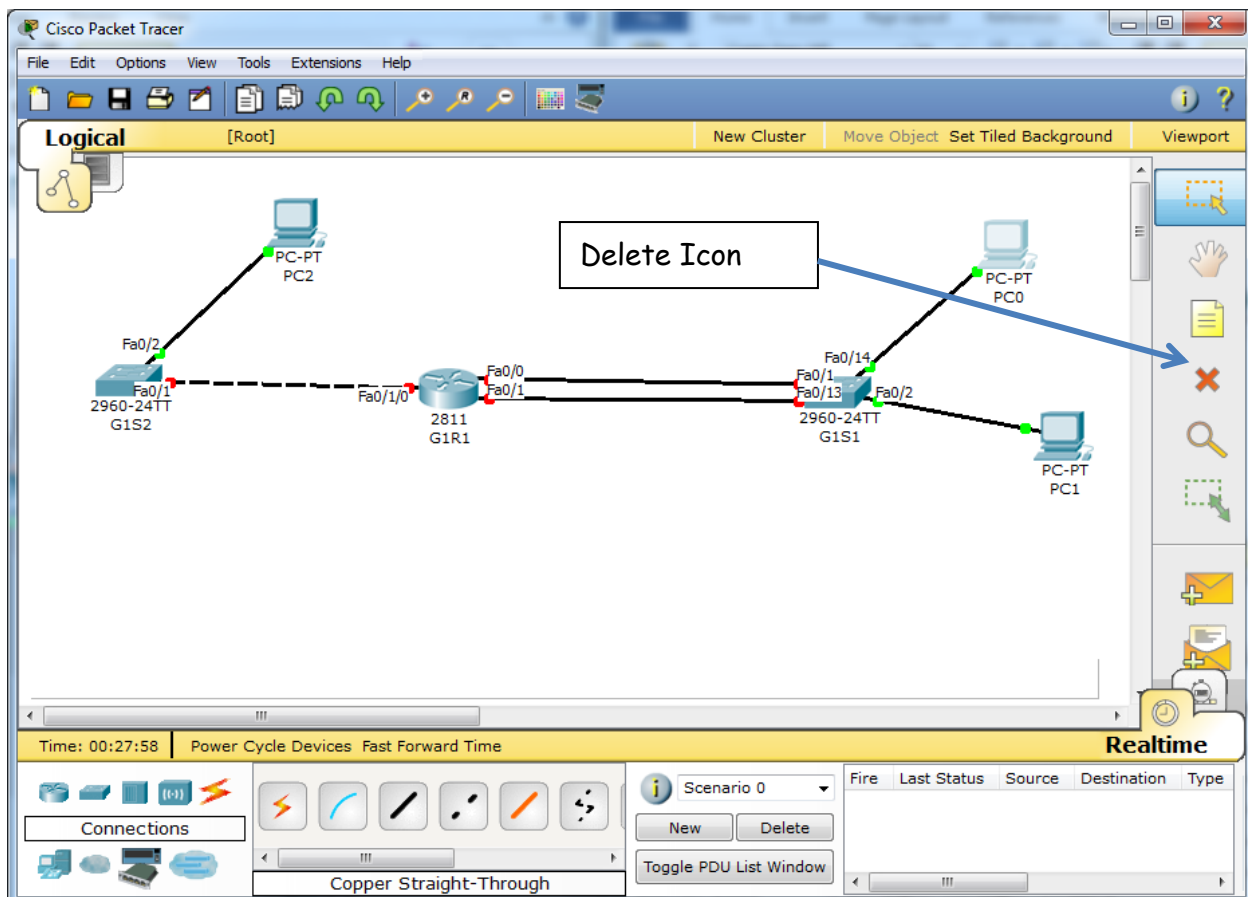 Cisco Packet Tracer
File Edit Options View Tools Extensions Help
Logical [Root] New Cluster Move Object Set Tiled Background Viewport
Delete Icon
PC-PT
PC2
PC-PT
PC0
Fa0/2
Fa0/1
2960-24TT
G1S2
Fa0/1/0
Fa0/0
Fa0/1
2811
G1R1
Fa0/14
Fa0/1
Fa0/13
Fa0/2
2960-24TT
G1S1
PC-PT
PC1
Time: 00:27:58 Power Cycle Devices Fast Forward Time Realtime
Connections
Copper Straight-Through
Scenario 0
New Delete
Toggle PDU List Window
Fire Last Status Source Destination Type